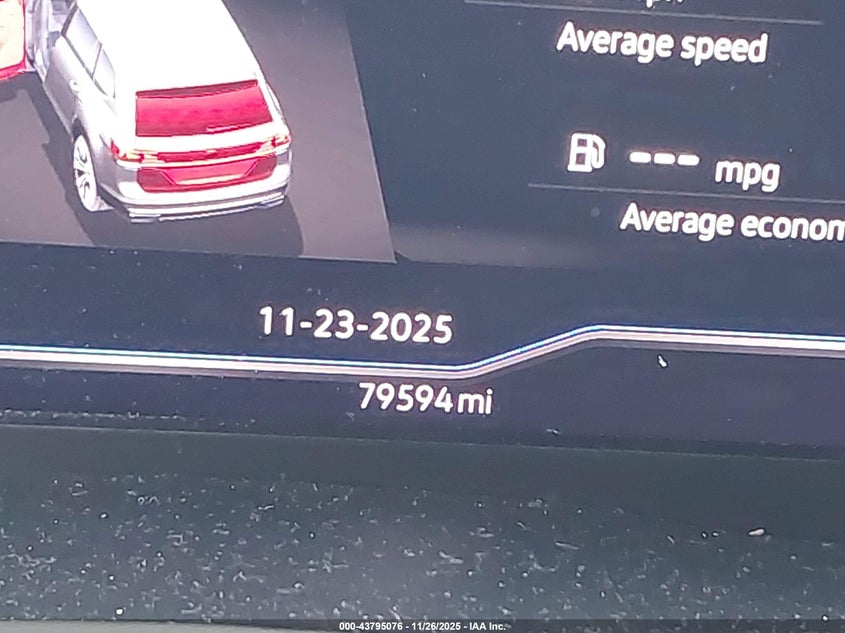 Average speed
--- mpg
Average econom
11-23-2025
79594 mi
000-43795076 - 11/26/2025 - IAA Inc.